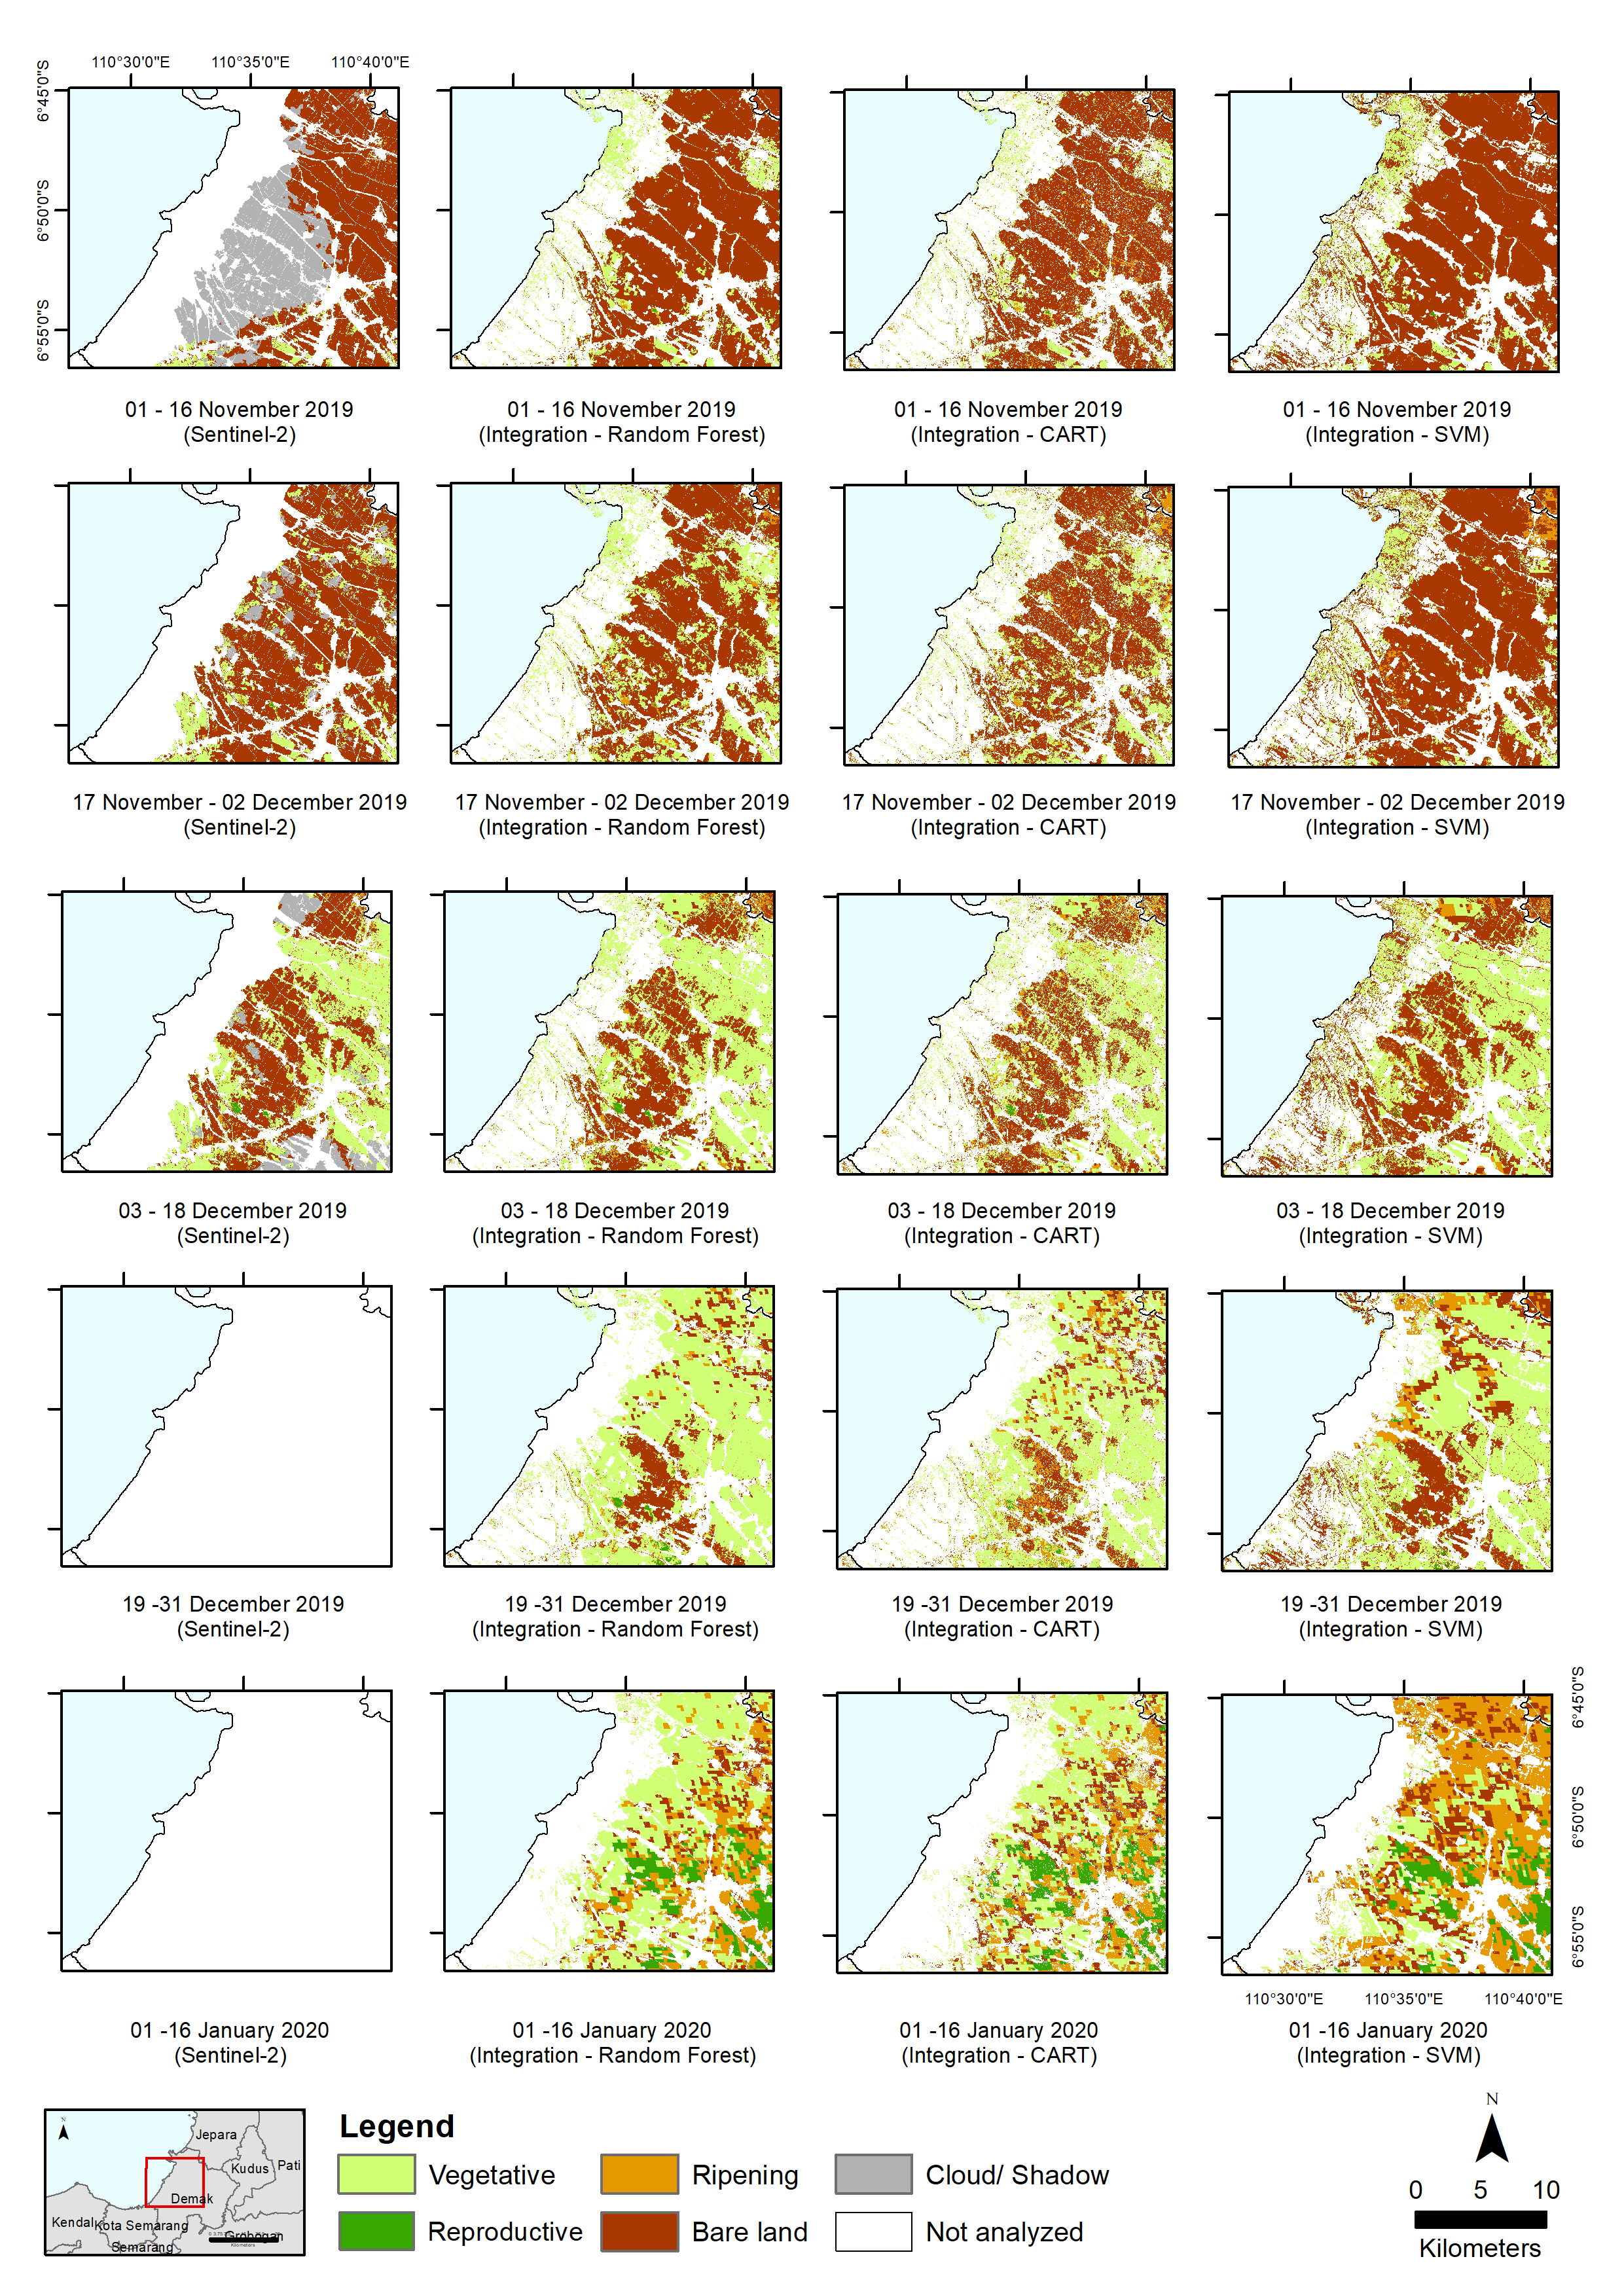 110°30'0"E 110°35'0"E 110°40'0"E
6°45'0"S
6°50'0"S
6°55'0"S
01 - 16 November 2019
(Sentinel-2)
01 - 16 November 2019
(Integration - Random Forest)
01 - 16 November 2019
(Integration - CART)
01 - 16 November 2019
(Integration - SVM)
17 November - 02 December 2019
(Sentinel-2)
17 November - 02 December 2019
(Integration - Random Forest)
17 November - 02 December 2019
(Integration - CART)
17 November - 02 December 2019
(Integration - SVM)
03 - 18 December 2019
(Sentinel-2)
03 - 18 December 2019
(Integration - Random Forest)
03 - 18 December 2019
(Integration - CART)
03 - 18 December 2019
(Integration - SVM)
19 -31 December 2019
(Sentinel-2)
19 -31 December 2019
(Integration - Random Forest)
19 -31 December 2019
(Integration - CART)
19 -31 December 2019
(Integration - SVM)
6°45'0"S
6°50'0"S
6°55'0"S
110°30'0"E 110°35'0"E 110°40'0"E
01 -16 January 2020
(Sentinel-2)
01 -16 January 2020
(Integration - Random Forest)
01 -16 January 2020
(Integration - CART)
01 -16 January 2020
(Integration - SVM)
N
Jepara
Kudus
Pati
Demak
Kendal
Kota Semarang
Grobogan
Semarang
Kilometers
Legend
Vegetative
Ripening
Cloud/ Shadow
Reproductive
Bare land
Not analyzed
N
0 5 10
Kilometers